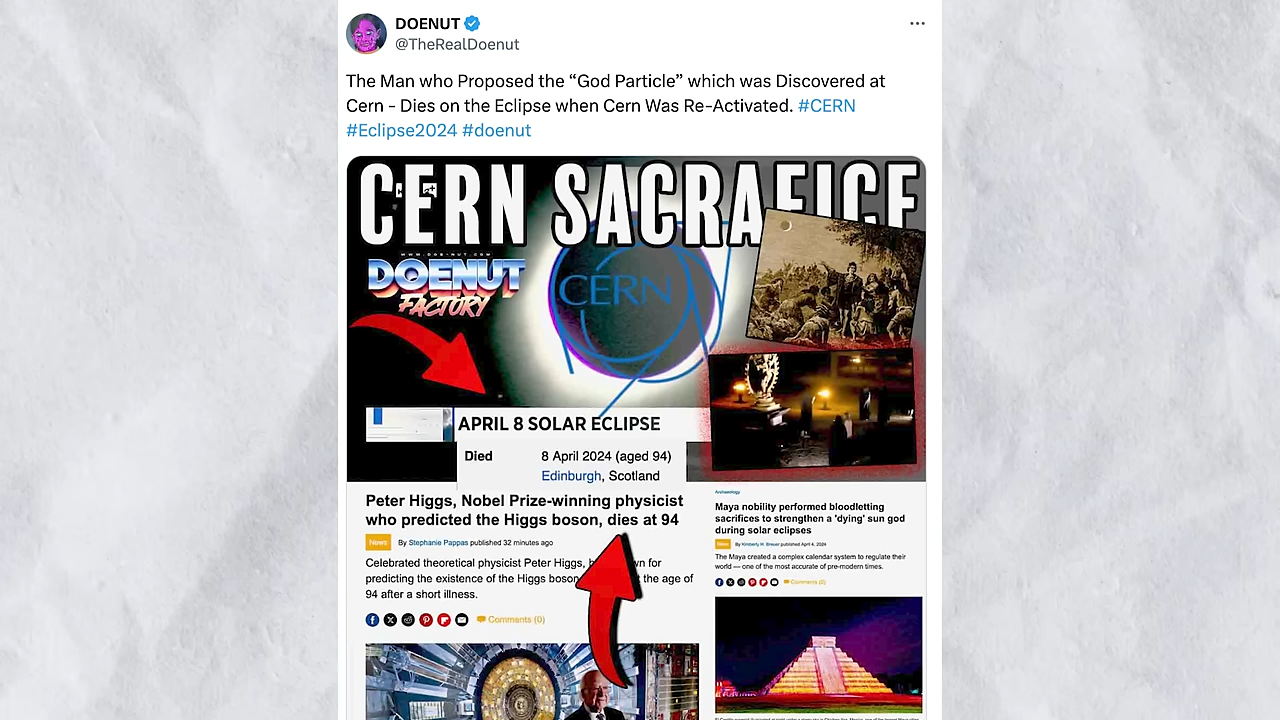 DOENUT
@TheRealDoenut
The Man who Proposed the “God Particle” which was Discovered at
Cern - Dies on the Eclipse when Cern Was Re-Activated. #CERN
#Eclipse2024 #doenut
CERN SACRAFICE
WWW.DOE-NUT.COM
DOENUT
FACTORY
CERN
APRIL 8 SOLAR ECLIPSE
Died 8 April 2024 (aged 94)
Edinburgh, Scotland
Peter Higgs, Nobel Prize-winning physicist
who predicted the Higgs boson, dies at 94
News By Stephanie Pappas published 32 minutes ago
Celebrated theoretical physicist Peter Higgs, for
predicting the existence of the Higgs boson the age of
94 after a short illness.
Comments (0)
Archaeology
Maya nobility performed bloodletting
sacrifices to strengthen a 'dying' sun god
during solar eclipses
News By Kimberly H. Breuer published April 4, 2024
The Maya created a complex calendar system to regulate their
world — one of the most accurate of pre-modern times.
Comments (0)